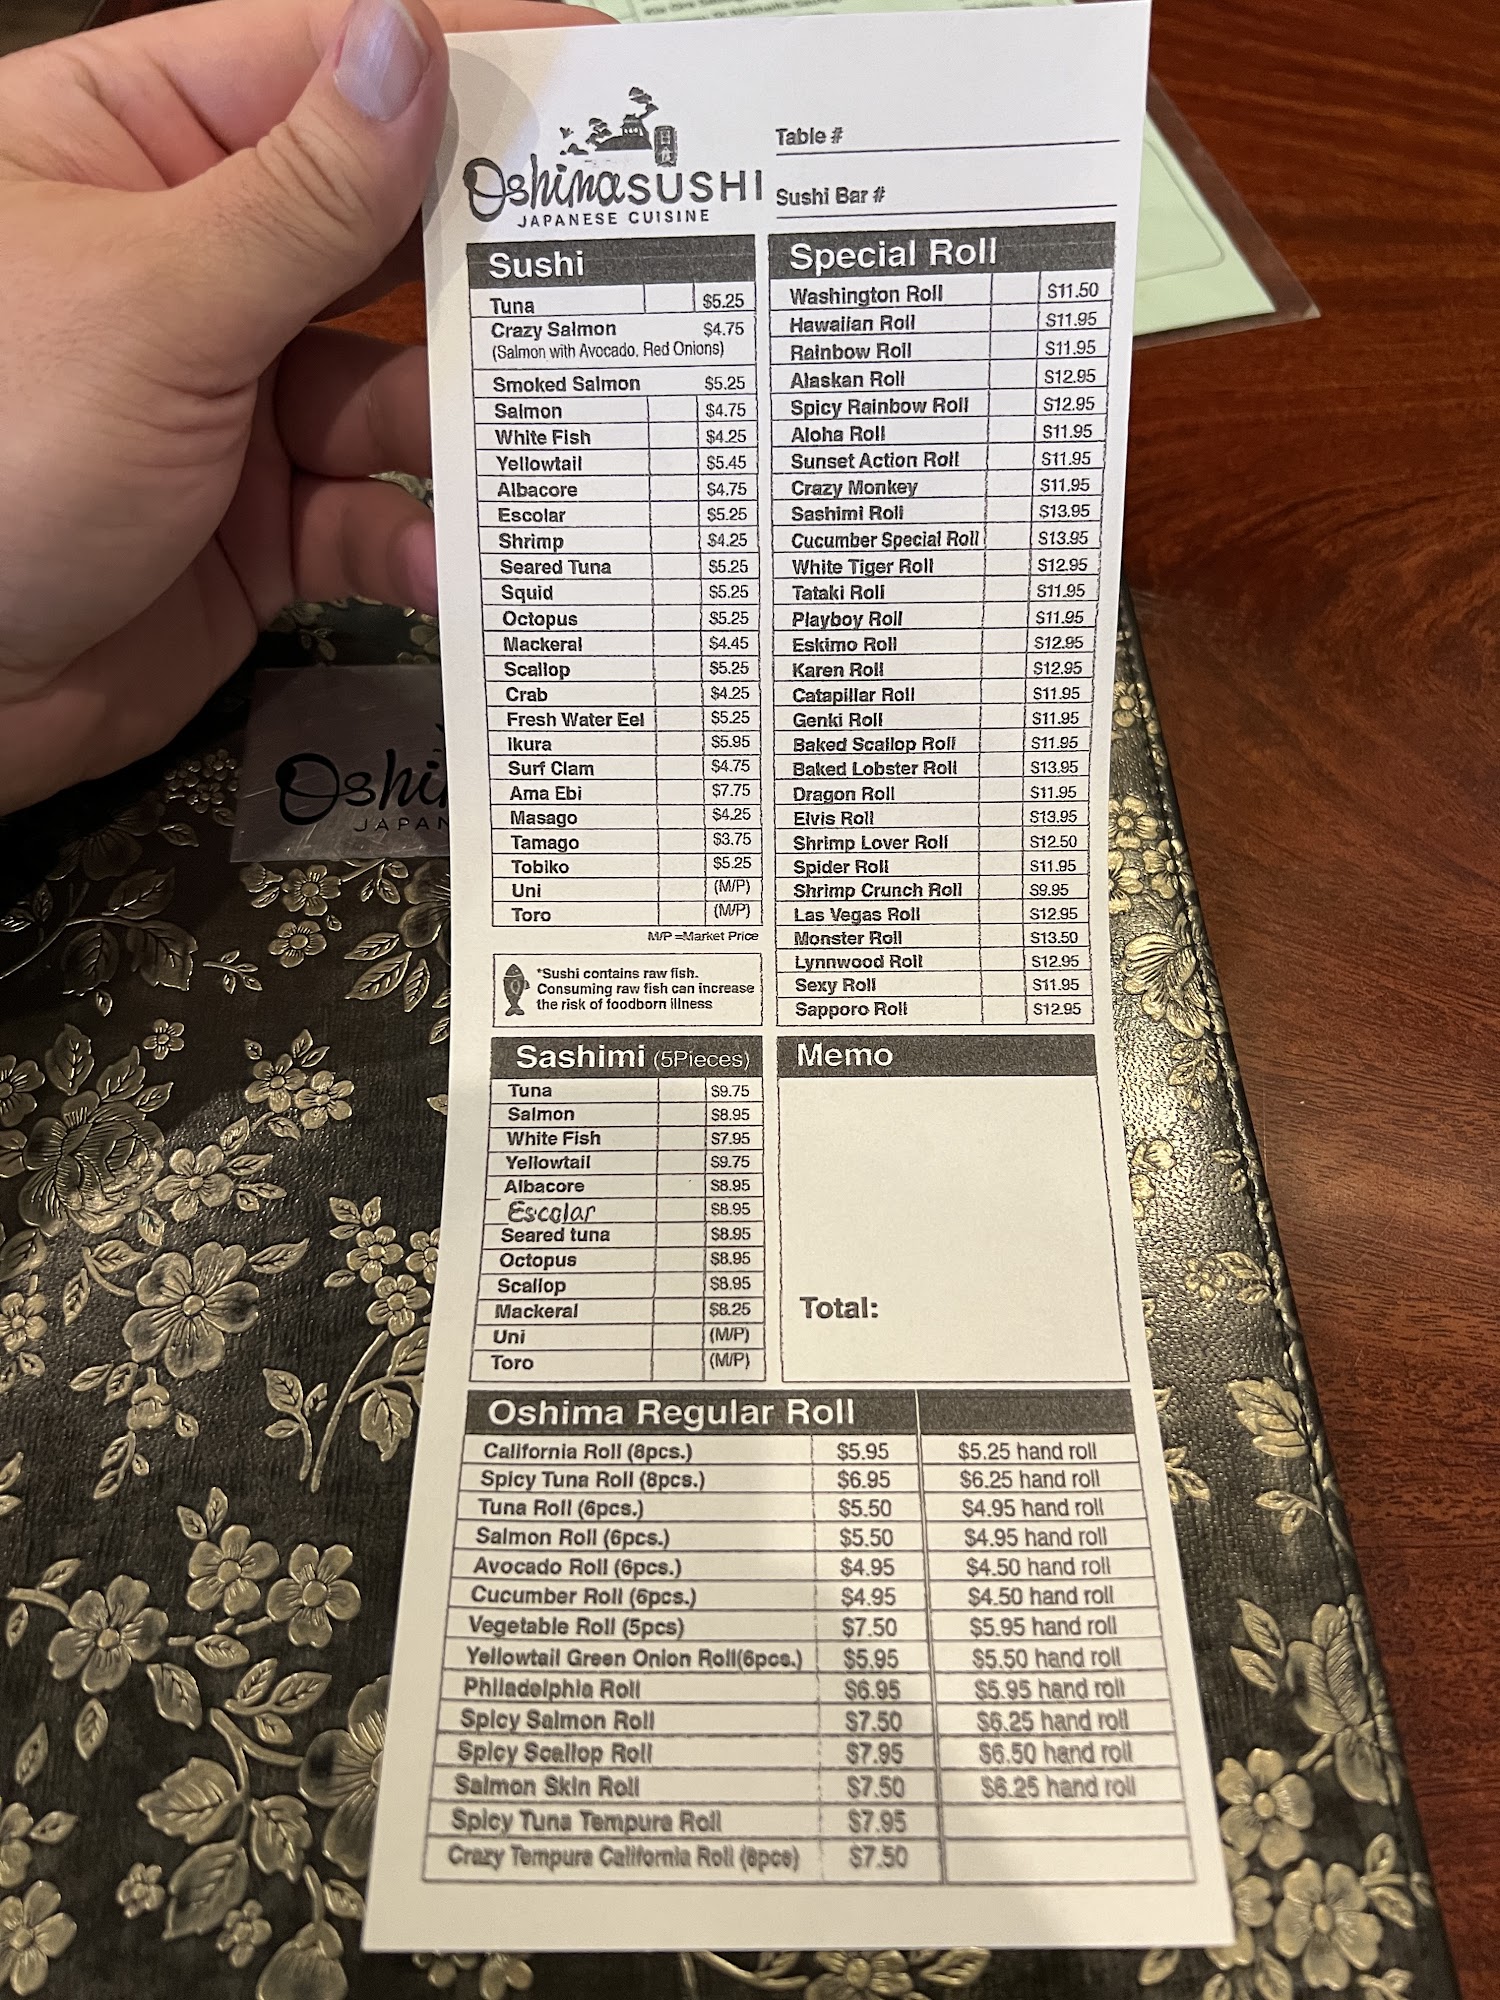 OshimaSUSHI
JAPANESE CUISINE
Table #
Sushi Bar #
Sushi
Tuna $5.25
Crazy Salmon $4.75
(Salmon with Avocado, Red Onions)
Smoked Salmon $5.25
Salmon $4.75
White Fish $4.25
Yellowtail $5.45
Albacore $4.75
Escolar $5.25
Shrimp $4.25
Seared Tuna $5.25
Squid $5.25
Octopus $5.25
Mackeral $4.45
Scallop $5.25
Crab $4.25
Fresh Water Eel $5.25
Ikura $5.95
Surf Clam $4.75
Ama Ebi $7.75
Masago $4.25
Tamago $3.75
Tobiko $5.25
Uni (M/P)
Toro (M/P)
M/P =Market Price
*Sushi contains raw fish.
Consuming raw fish can increase
the risk of foodborn illness
Special Roll
Washington Roll $11.50
Hawaiian Roll $11.95
Rainbow Roll $11.95
Alaskan Roll $12.95
Spicy Rainbow Roll $12.95
Aloha Roll $11.95
Sunset Action Roll $11.95
Crazy Monkey $11.95
Sashimi Roll $13.95
Cucumber Special Roll $13.95
White Tiger Roll $12.95
Tataki Roll $11.95
Playboy Roll $11.95
Eskimo Roll $12.95
Karen Roll $12.95
Catapillar Roll $11.95
Genki Roll $11.95
Baked Scallop Roll $11.95
Baked Lobster Roll $13.95
Dragon Roll $11.95
Elvis Roll $13.95
Shrimp Lover Roll $12.50
Spider Roll $11.95
Shrimp Crunch Roll $9.95
Las Vegas Roll $12.95
Monster Roll $13.50
Lynnwood Roll $12.95
Sexy Roll $11.95
Sapporo Roll $12.95
Sashimi (5Pieces)
Tuna $9.75
Salmon $8.95
White Fish $7.95
Yellowtail $9.75
Albacore $8.95
Escolar $8.95
Seared tuna $8.95
Octopus $8.95
Scallop $8.95
Mackeral $8.25
Uni (M/P)
Toro (M/P)
Memo
Total:
Oshima Regular Roll
California Roll (8pcs.) $5.95 $5.25 hand roll
Spicy Tuna Roll (8pcs.) $6.95 $6.25 hand roll
Tuna Roll (6pcs.) $5.50 $4.95 hand roll
Salmon Roll (6pcs.) $5.50 $4.95 hand roll
Avocado Roll (6pcs.) $4.95 $4.50 hand roll
Cucumber Roll (6pcs.) $4.95 $4.50 hand roll
Vegetable Roll (5pcs) $7.50 $5.95 hand roll
Yellowtail Green Onion Roll(6pcs.) $5.95 $5.50 hand roll
Philadelphia Roll $6.95 $5.95 hand roll
Spicy Salmon Roll $7.50 $6.25 hand roll
Spicy Scallop Roll $7.95 $6.50 hand roll
Salmon Skin Roll $7.50 $6.25 hand roll
Spicy Tuna Tempura Roll $7.95
Crazy Tempura California Roll (8pcs) $7.50
Oshi
JAPAN